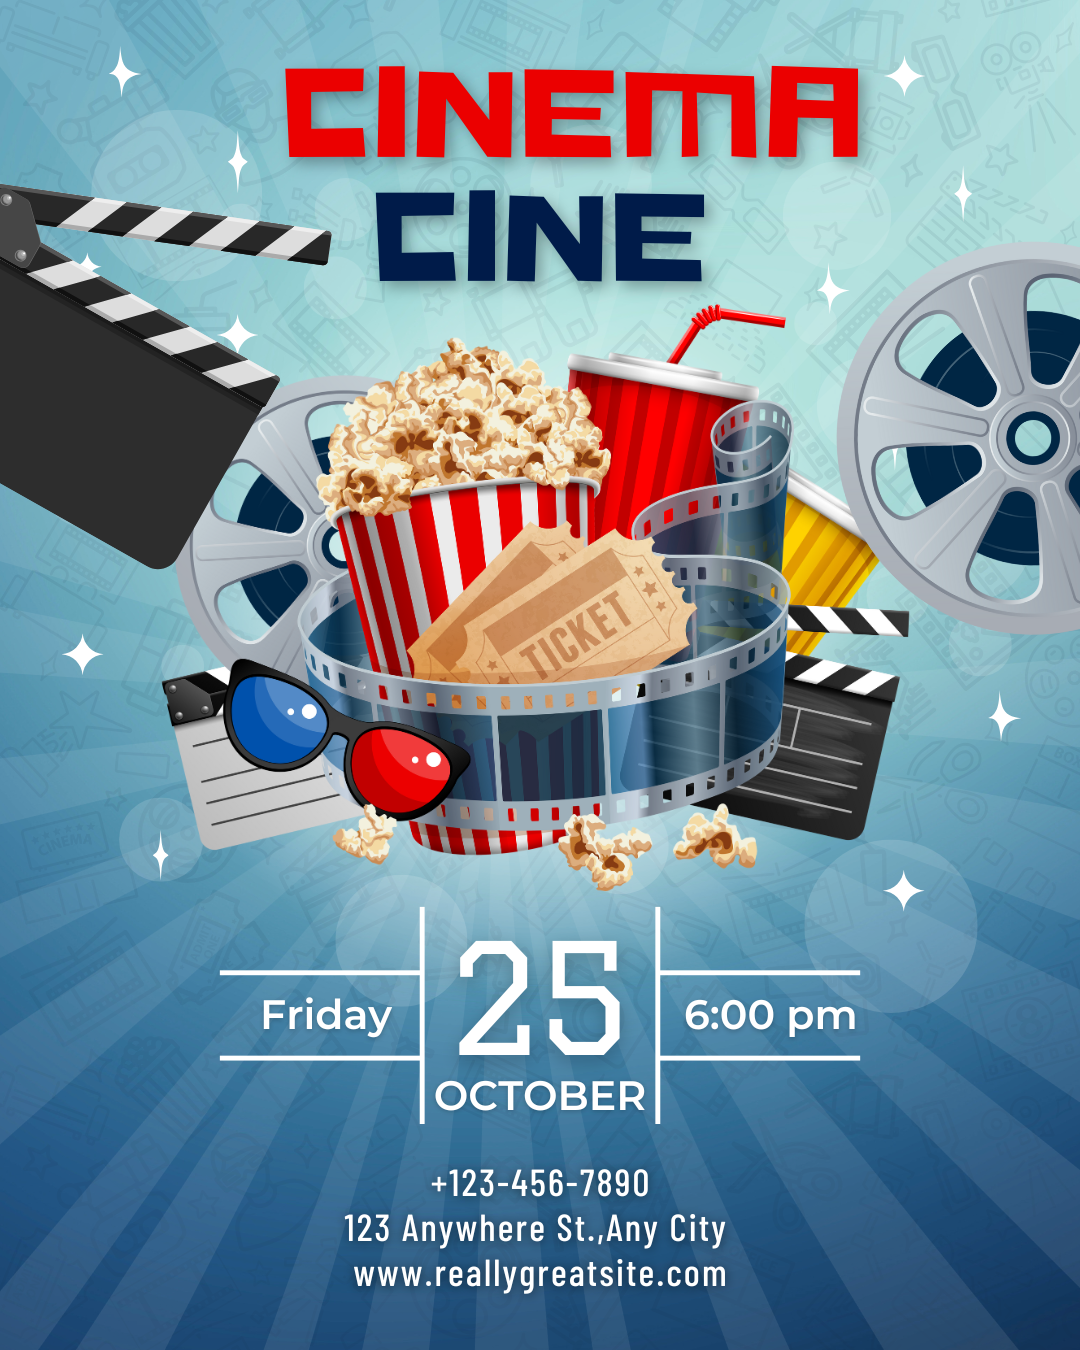 CINEMA
CINE
TICKET
Friday
25
OCTOBER
6:00 pm
+123-456-7890
123 Anywhere St.,Any City
www.reallygreatsite.com